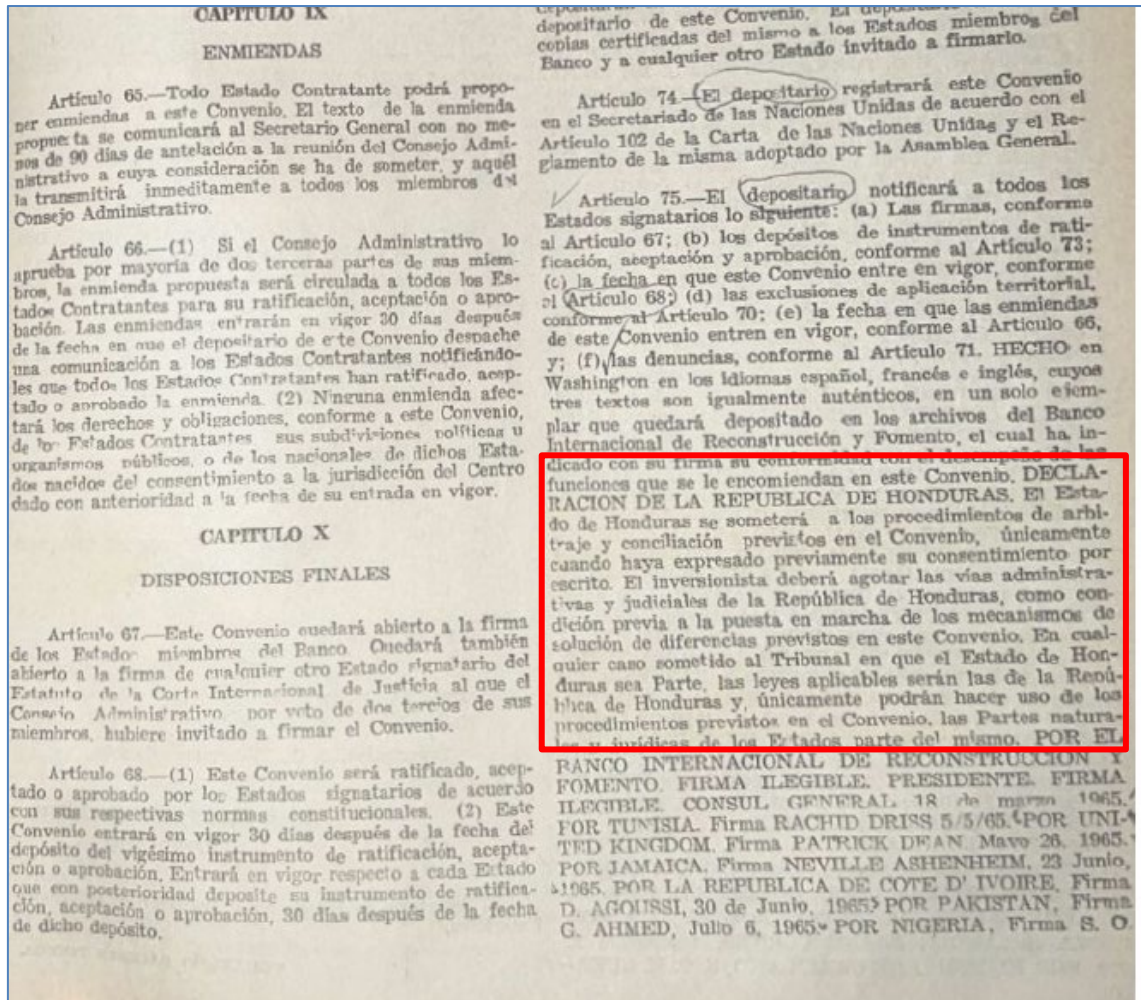 CAPITULO IX
ENMIENDAS
Artículo 65.—Todo Estado Contratante podrá propo-
ner enmiendas a este Convenio. El texto de la enmienda
propuesta se comunicará al Secretario General con no me-
nos de 90 días de antelación a la reunión del Consejo Admi-
nistrativo a cuya consideración se ha de someter, y aquél
la transmitirá inmeditamente a todos los miembros del
Consejo Administrativo.
Artículo 66.—(1) Si el Consejo Administrativo lo
aprueba por mayoría de dos terceras partes de sus miem-
bros, la enmienda propuesta será circulada a todos los Es-
tados Contratantes para su ratificación, aceptación o apro-
bación. Las enmiendas entrarán en vigor 30 días después
de la fecha en que el depositario de este Convenio despache
una comunicación a los Estados Contratantes notificándo-
les que todos los Estados Contratantes han ratificado, acep-
tado o aprobado la enmienda. (2) Ninguna enmienda afec-
tará los derechos y obligaciones, conforme a este Convenio,
de los Estados Contratantes sus subdivisiones políticas u
organismos públicos, o de los nacionales de dichos Esta-
dos nacidos del consentimiento a la jurisdicción del Centro
dado con anterioridad a la fecha de su entrada en vigor.
CAPITULO X
DISPOSICIONES FINALES
Artículo 67.—Este Convenio quedará abierto a la firma
de los Estados miembros del Banco. Quedará también
abierto a la firma de cualquier otro Estado signatario del
Estatuto de la Corte Internacional de Justicia al que el
Consejo Administrativo, por voto de dos tercios de sus
miembros, hubiere invitado a firmar el Convenio.
Artículo 68.—(1) Este Convenio será ratificado, acep-
tado o aprobado por los Estados signatarios de acuerdo
con sus respectivas normas constitucionales. (2) Este
Convenio entrará en vigor 30 días después de la fecha del
depósito del vigésimo instrumento de ratificación, acepta-
ción o aprobación. Entrará en vigor respecto a cada Estado
que con posterioridad deposite su instrumento de ratifica-
ción, aceptación o aprobación, 30 días después de la fecha
de dicho depósito.
depositario de este Convenio. El
copias certificadas del mismo a los Estados miembros del
Banco y a cualquier otro Estado invitado a firmarlo.
Artículo 74.—El depositario registrará este Convenio
en el Secretariado de las Naciones Unidas de acuerdo con el
Artículo 102 de la Carta de las Naciones Unidas y el Re-
glamento de la misma adoptado por la Asamblea General.
Artículo 75.—El depositario notificará a todos los
Estados signatarios lo siguiente: (a) Las firmas, conforme
al Artículo 67; (b) los depósitos de instrumentos de rati-
ficación, aceptación y aprobación, conforme al Artículo 73;
(c) la fecha en que este Convenio entre en vigor, conforme
al Artículo 68; (d) las exclusiones de aplicación territorial,
conforme al Artículo 70; (e) la fecha en que las enmiendas
de este Convenio entren en vigor, conforme al Artículo 66,
y; (f) las denuncias, conforme al Artículo 71. HECHO en
Washington en los idiomas español, francés e inglés, cuyos
tres textos son igualmente auténticos, en un solo ejem-
plar que quedará depositado en los archivos del Banco
Internacional de Reconstrucción y Fomento, el cual ha in-
dicado con su firma su conformidad con el desempeño de las
funciones que se le encomiendan en este Convenio. DECLA-
RACION DE LA REPUBLICA DE HONDURAS. El Esta-
do de Honduras se someterá a los procedimientos de arbi-
traje y conciliación previstos en el Convenio, únicamente
cuando haya expresado previamente su consentimiento por
escrito. El inversionista deberá agotar las vías administra-
tivas y judiciales de la República de Honduras, como con-
dición previa a la puesta en marcha de los mecanismos de
solución de diferencias previstos en este Convenio. En cual-
quier caso sometido al Tribunal en que el Estado de Hon-
duras sea Parte, las leyes aplicables serán las de la Repú-
blica de Honduras y, únicamente podrán hacer uso de los
procedimientos previstos en el Convenio, las Partes natura-
les y jurídicas de los Estados parte del mismo. POR EL
BANCO INTERNACIONAL DE RECONSTRUCCION Y
FOMENTO. FIRMA ILEGIBLE. PRESIDENTE. FIRMA
ILEGIBLE. CONSUL GENERAL 18 de marzo 1965.
FOR TUNISIA. Firma RACHID DRISS 5/5/65. POR UNI-
TED KINGDOM. Firma PATRICK DEAN. Mayo 26, 1965.
POR JAMAICA. Firma NEVILLE ASHENHEIM, 23 Junio,
1965. POR LA REPUBLICA DE COTE D' IVOIRE, Firma
D. AGOUSSI, 30 de Junio, 1965. POR PAKISTAN, Firma
G. AHMED, Julio 6, 1965. POR NIGERIA, Firma S. O.